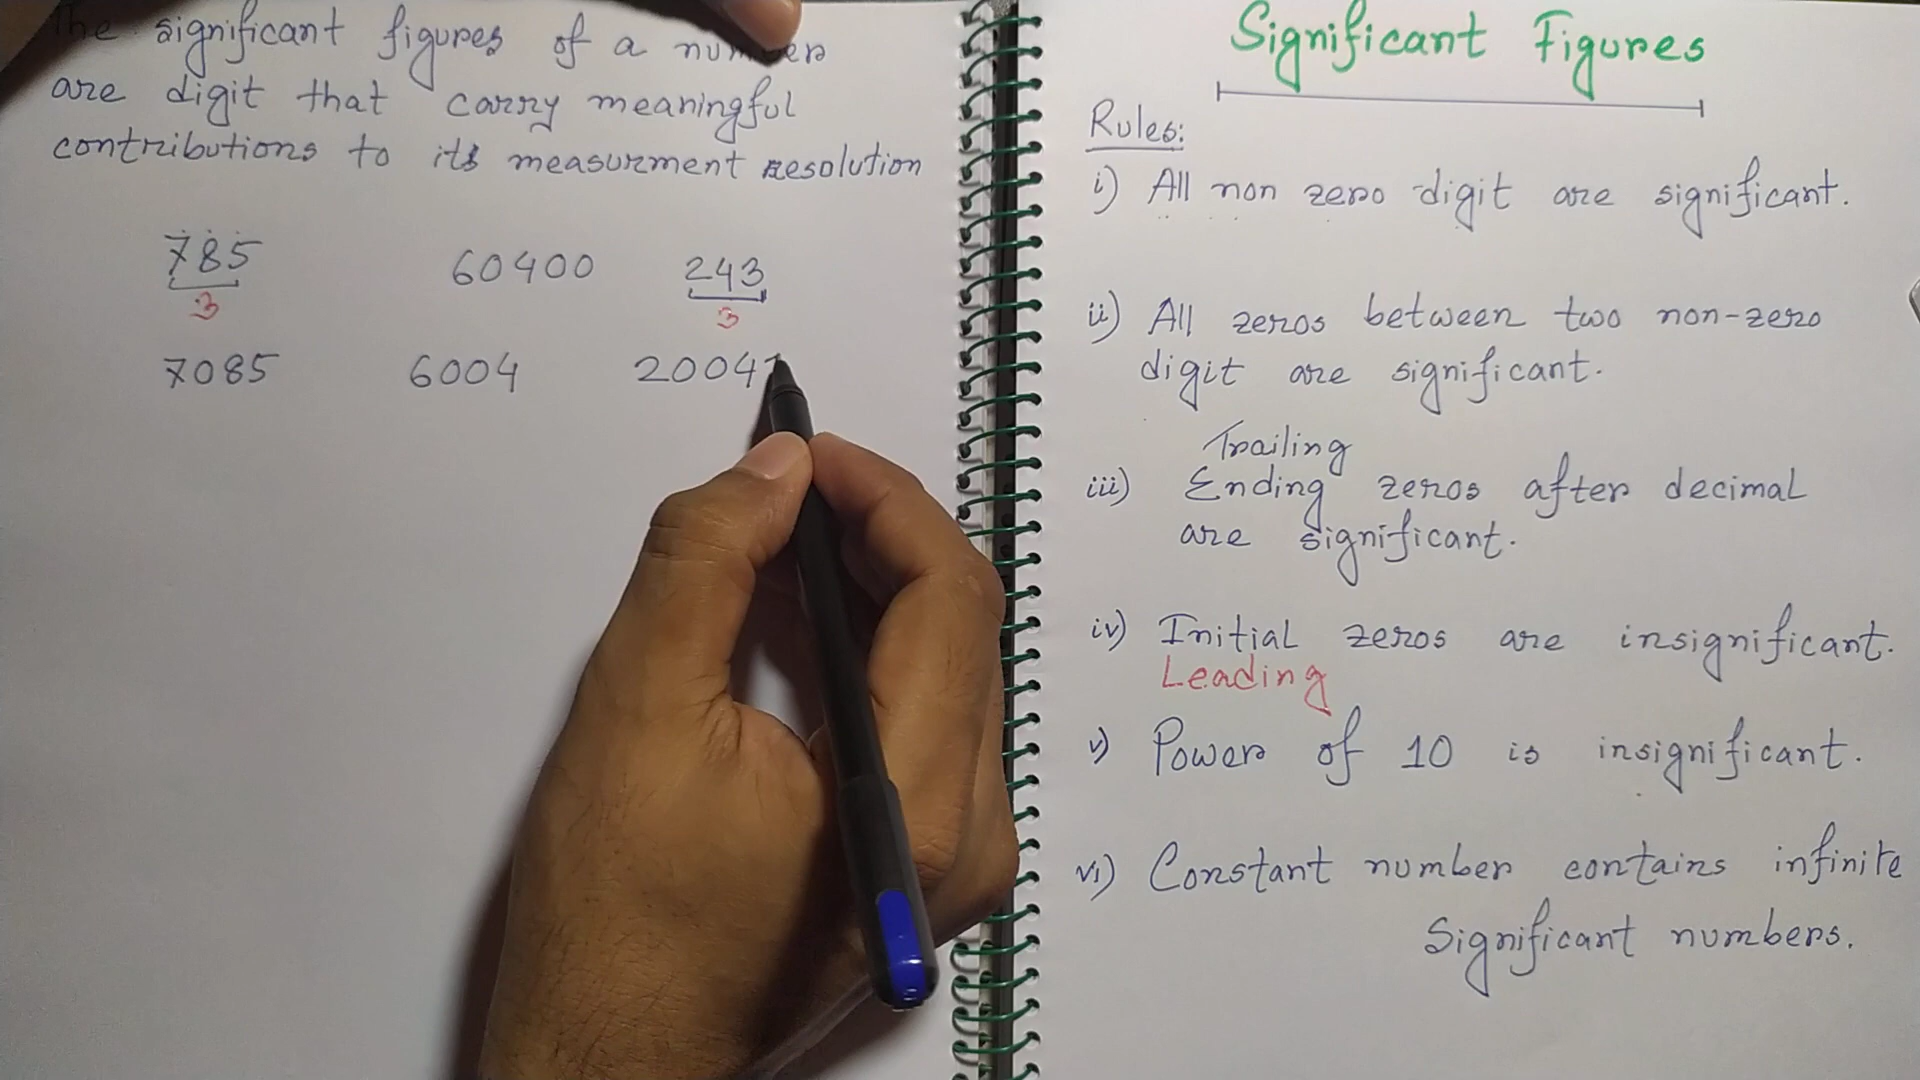 The significant figures of a number
are digit that carry meaningful
contributions to its measurment resolution
785 60400 243
3 3
7085 6004 2004
Significant Figures
Rules:
i) All non zero digit are significant.
ii) All zeros between two non-zero
digit are significant.
Trailing
iii) Ending zeros after decimal
are significant.
iv) Initial zeros are insignificant.
Leading
v) Power of 10 is insignificant.
vi) Constant number contains infinite
Significant numbers.